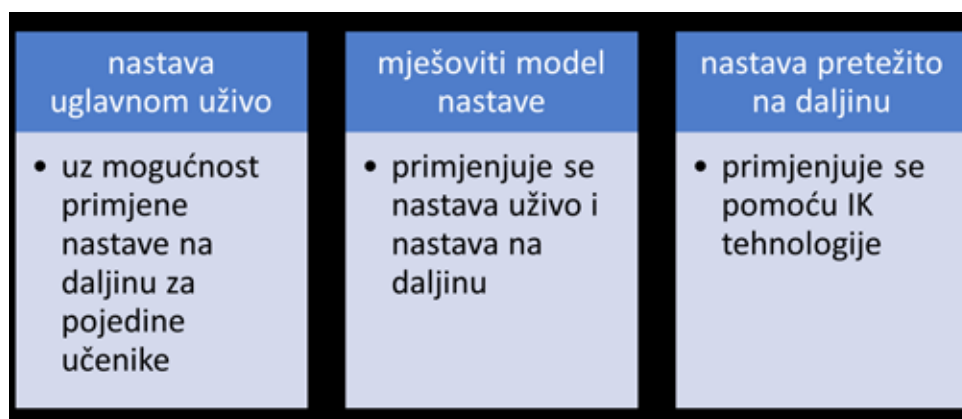 nastava
uglavnom uživo
• uz mogućnost
primjene
nastave na
daljinu za
pojedine
učenike
mješoviti model
nastave
• primjenjuje se
nastava uživo i
nastava na
daljinu
nastava pretežito
na daljinu
• primjenjuje se
pomoću IK
tehnologije